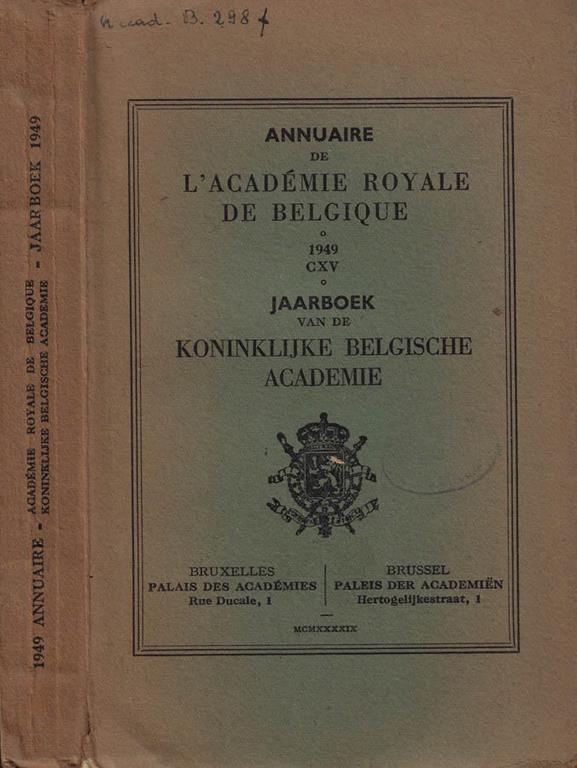 Acad. B. 298
ANNUAIRE
DE
L'ACADÉMIE ROYALE
DE BELGIQUE
1949
CXV
JAARBOEK
VAN DE
KONINKLIJKE BELGISCHE
ACADEMIE
BRUXELLES
PALAIS DES ACADÉMIES
Rue Ducale, 1
BRUSSEL
PALEIS DER ACADEMIËN
Hertogelijkestraat, 1
MCMXXXXIX
1949 ANNUAIRE - ACADÉMIE ROYALE DE BELGIQUE - JAARBOEK 1949
KONINKLIJKE BELGISCHE ACADEMIE